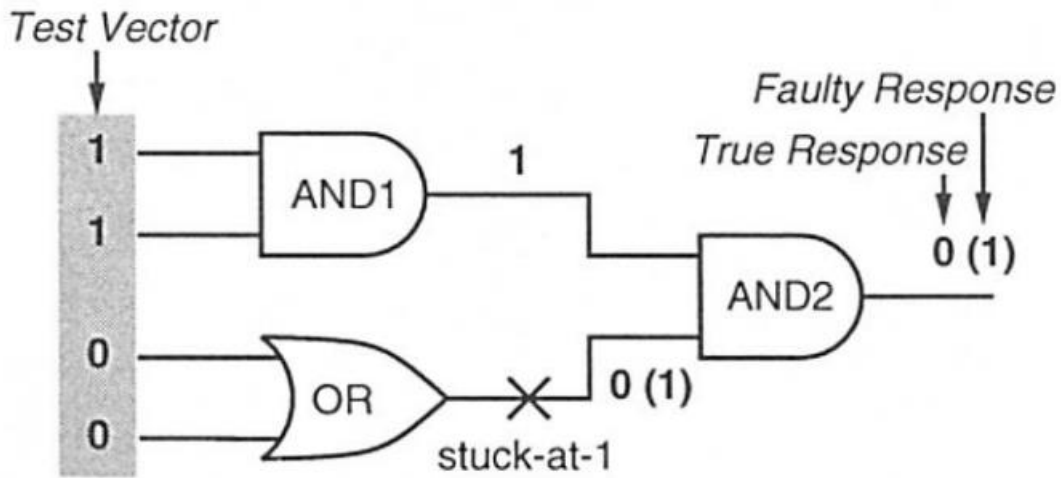 Test Vector
Faulty Response
True Response
1
1
0
0
AND1
1
OR
stuck-at-1
0 (1)
AND2
0 (1)